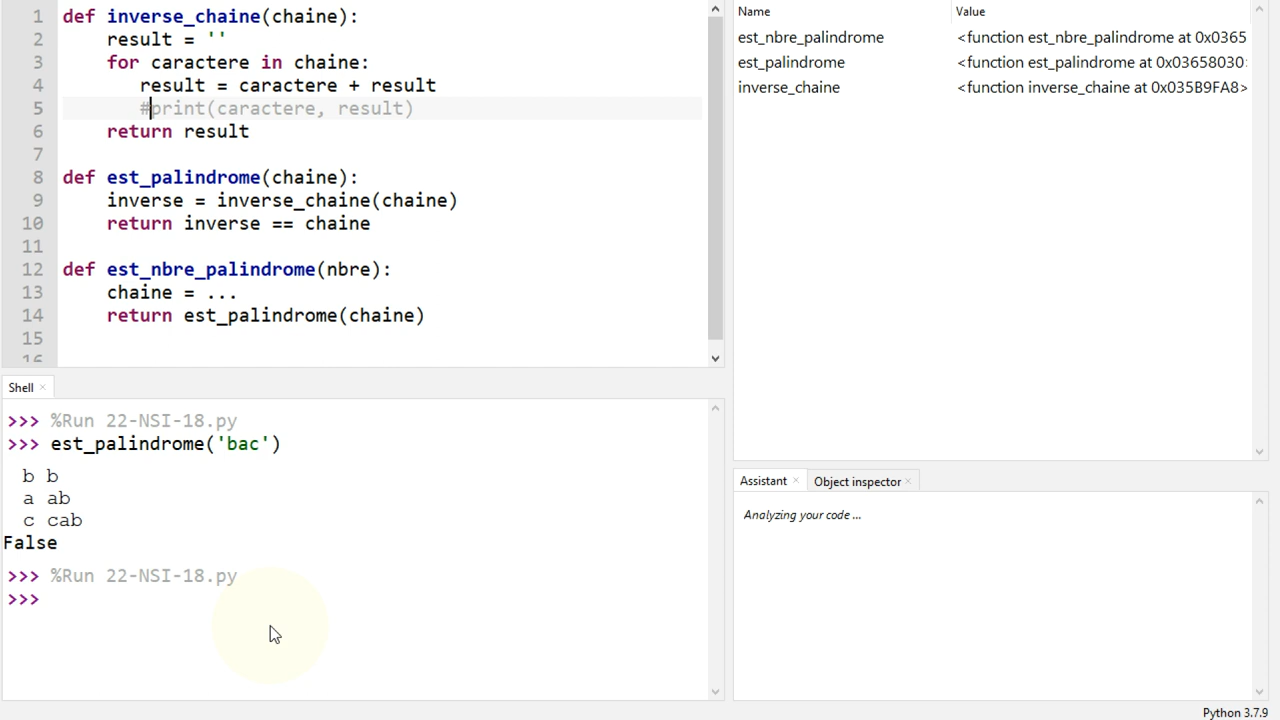 1 def inverse_chaine(chaine):
2 result = ''
3 for caractere in chaine:
4 result = caractere + result
5 #print(caractere, result)
6 return result
7
8 def est_palindrome(chaine):
9 inverse = inverse_chaine(chaine)
10 return inverse == chaine
11
12 def est_nbre_palindrome(nbre):
13 chaine = ...
14 return est_palindrome(chaine)
15
16
Shell ×
>>> %Run 22-NSI-18.py
>>> est_palindrome('bac')
b b
a ab
c cab
False
>>> %Run 22-NSI-18.py
>>>
Name Value
est_nbre_palindrome <function est_nbre_palindrome at 0x0365
est_palindrome <function est_palindrome at 0x03658030:
inverse_chaine <function inverse_chaine at 0x035B9FA8>
Assistant × Object inspector ×
Analyzing your code ...
Python 3.7.9